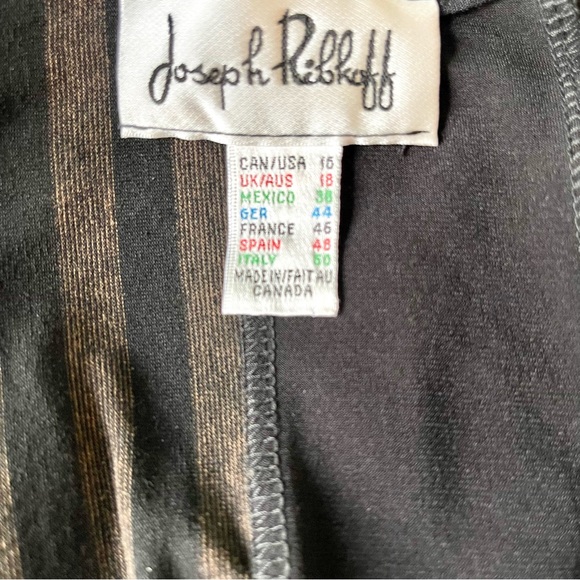 Joseph Ribkoff
CAN/USA 16
UK/AUS 18
MEXICO 38
GER 44
FRANCE 46
SPAIN 48
ITALY 50
MADE IN/FAIT AU
CANADA